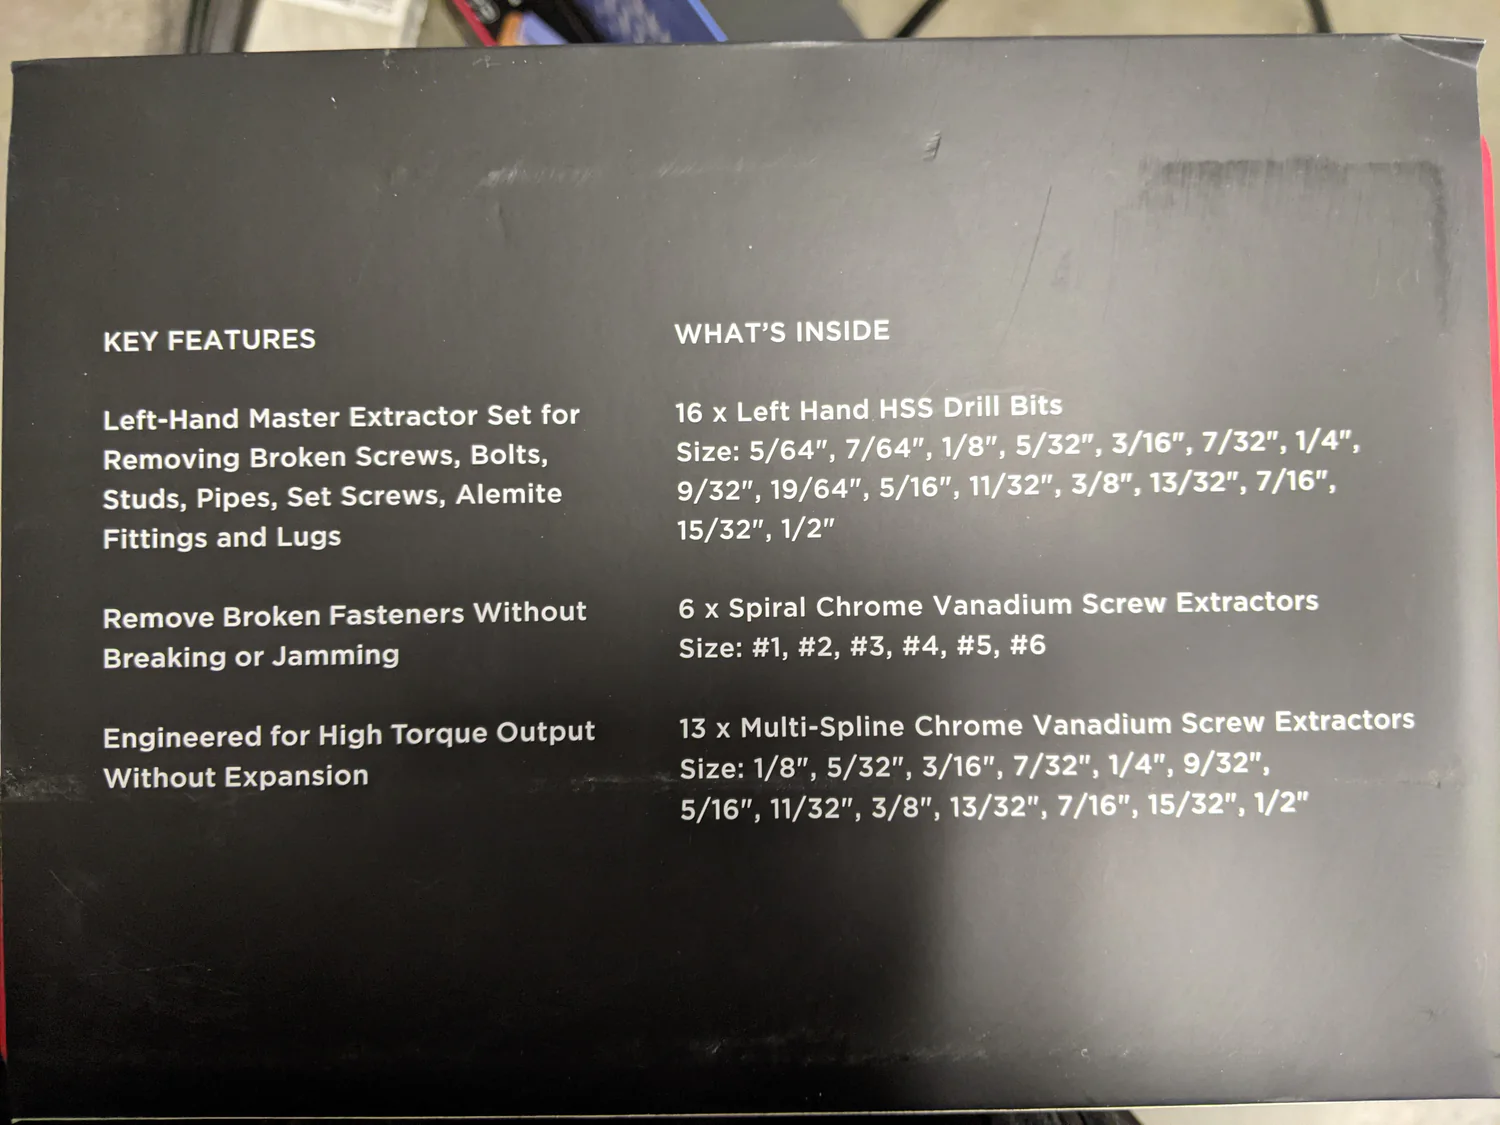 KEY FEATURES
Left-Hand Master Extractor Set for
Removing Broken Screws, Bolts,
Studs, Pipes, Set Screws, Alemite
Fittings and Lugs
Remove Broken Fasteners Without
Breaking or Jamming
Engineered for High Torque Output
Without Expansion
WHAT'S INSIDE
16 x Left Hand HSS Drill Bits
Size: 5/64", 7/64", 1/8", 5/32", 3/16", 7/32", 1/4",
9/32", 19/64", 5/16", 11/32", 3/8", 13/32", 7/16",
15/32", 1/2"
6 x Spiral Chrome Vanadium Screw Extractors
Size: #1, #2, #3, #4, #5, #6
13 x Multi-Spline Chrome Vanadium Screw Extractors
Size: 1/8", 5/32", 3/16", 7/32", 1/4", 9/32",
5/16", 11/32", 3/8", 13/32", 7/16", 15/32", 1/2"